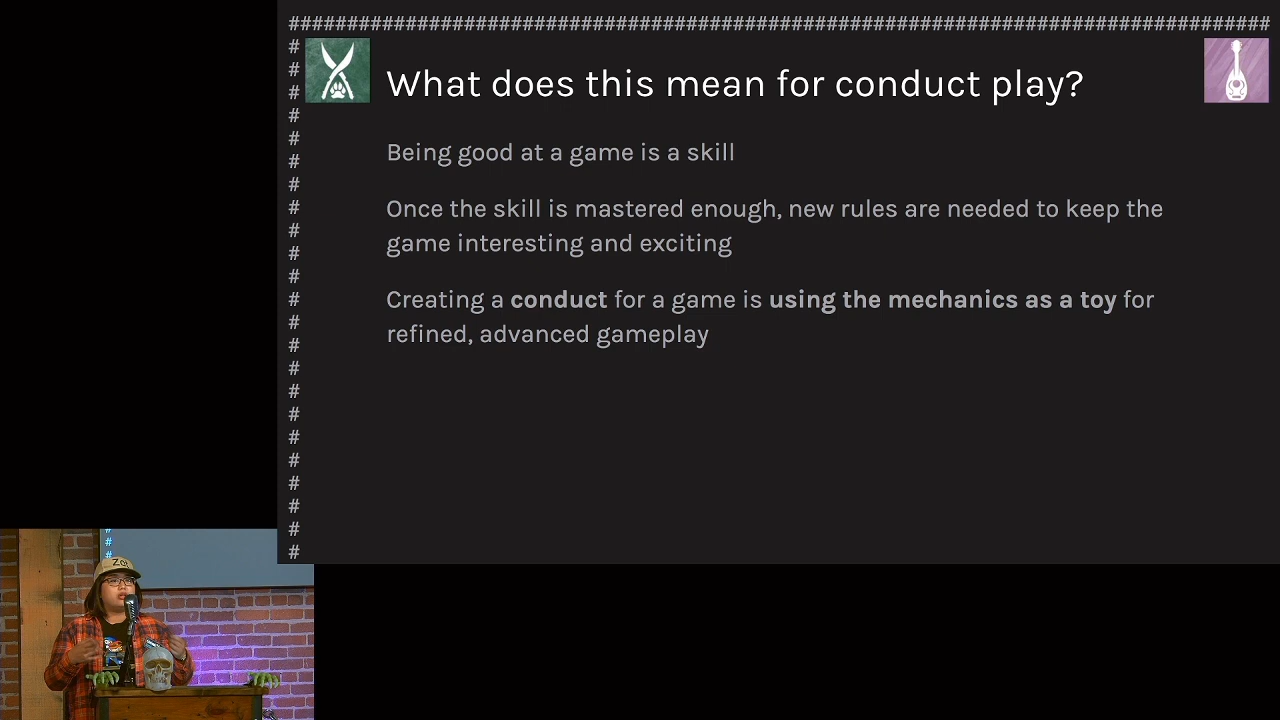 ####################################################################################
#
# What does this mean for conduct play?
#
#
# Being good at a game is a skill
#
#
# Once the skill is mastered enough, new rules are needed to keep the
# game interesting and exciting
#
#
# Creating a conduct for a game is using the mechanics as a toy for
# refined, advanced gameplay
#
#
#
#
#
#
#
#
#